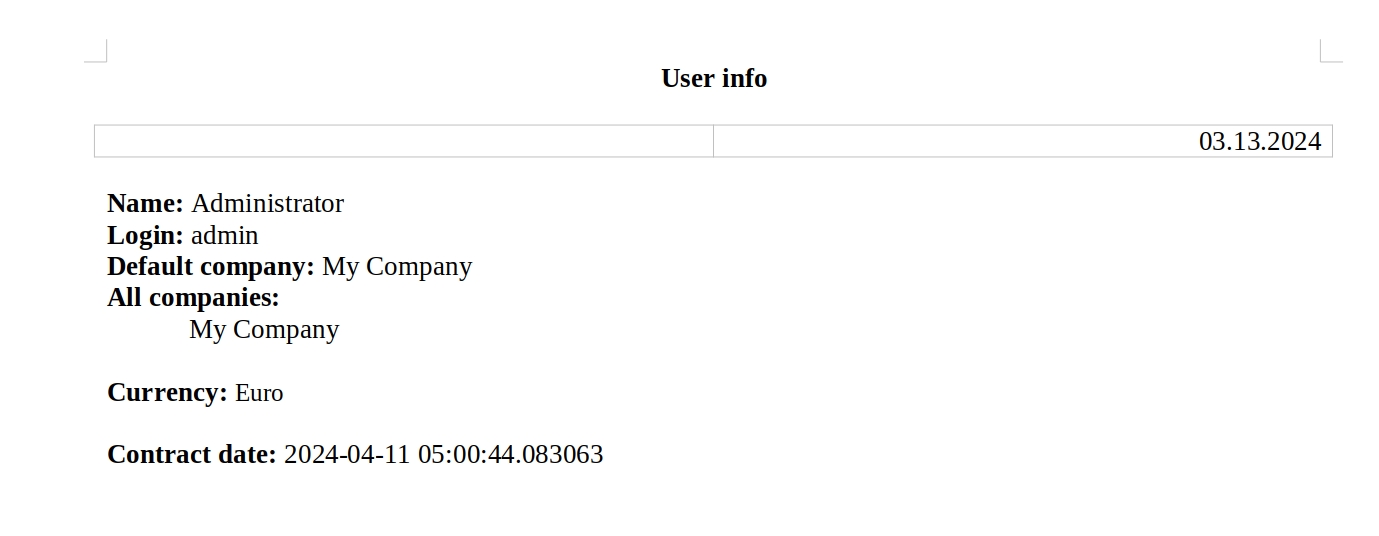 User info
03.13.2024
Name: Administrator
Login: admin
Default company: My Company
All companies:
My Company
Currency: Euro
Contract date: 2024-04-11 05:00:44.083063